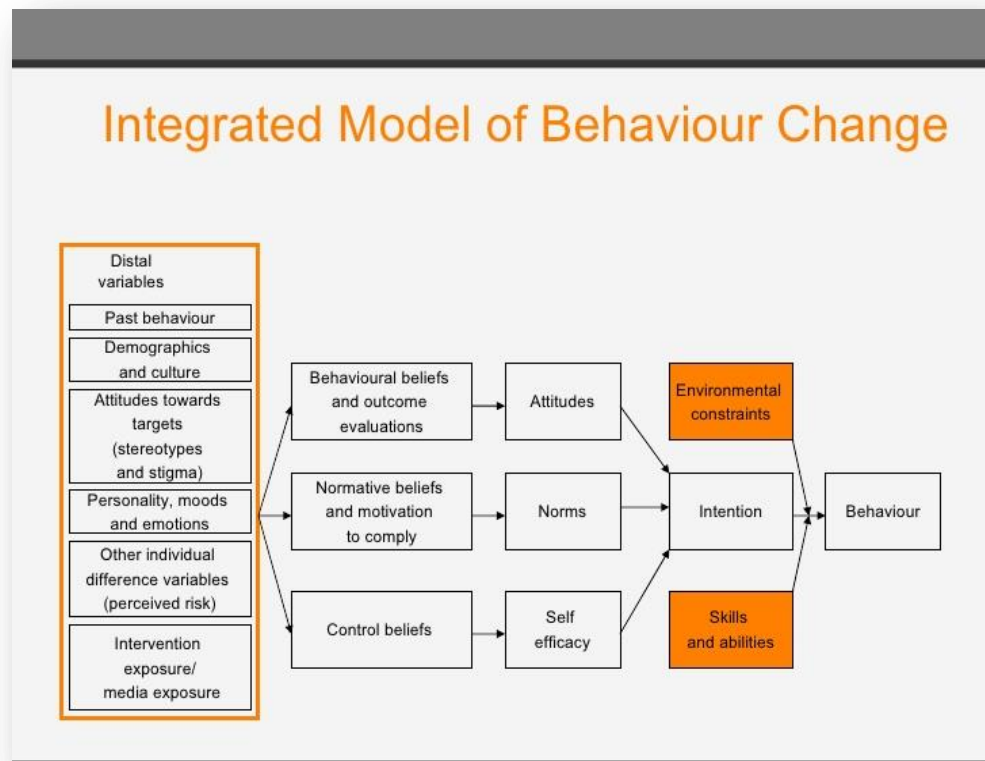 Integrated Model of Behaviour Change
Distal
variables
Past behaviour
Demographics
and culture
Attitudes towards
targets
(stereotypes
and stigma)
Personality, moods
and emotions
Other individual
difference variables
(perceived risk)
Intervention
exposure/
media exposure
Behavioural beliefs
and outcome
evaluations
Normative beliefs
and motivation
to comply
Control beliefs
Attitudes
Norms
Self
efficacy
Environmental
constraints
Intention
Skills
and abilities
Behaviour